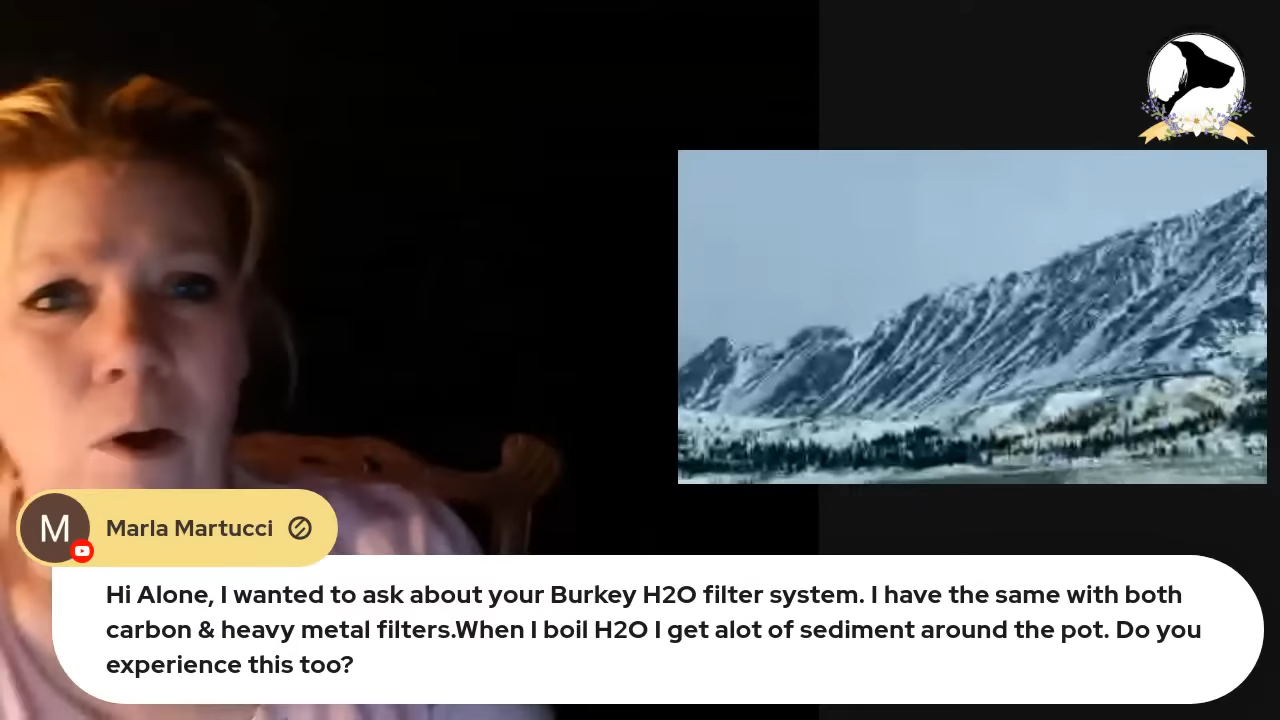 M
Marla Martucci
Hi Alone, I wanted to ask about your Burkey H2O filter system. I have the same with both
carbon & heavy metal filters.When I boil H2O I get alot of sediment around the pot. Do you
experience this too?